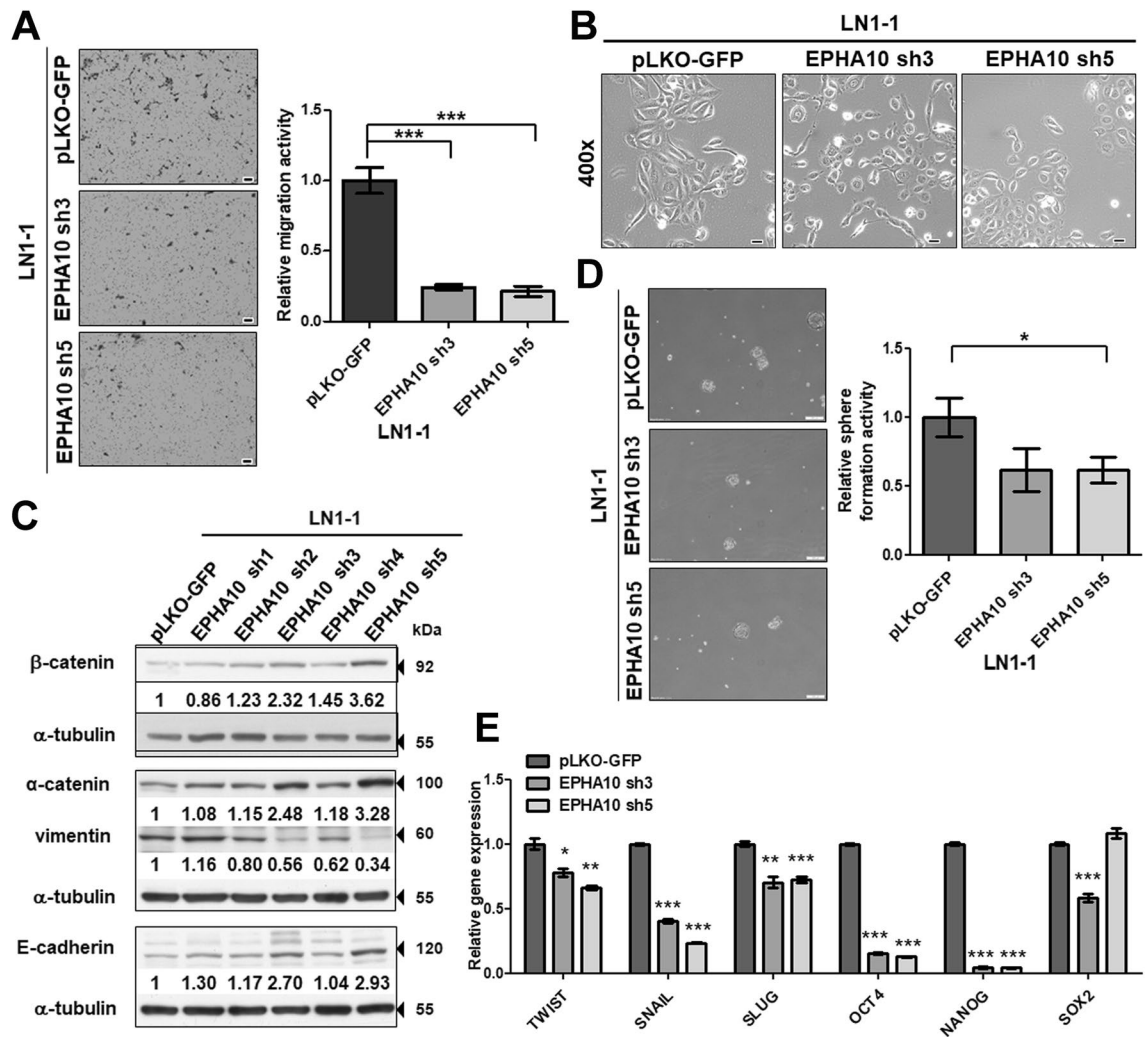 A
LN1-1
pLKO-GFP
EPHA10 sh3
EPHA10 sh5
Relative migration activity
1.5
1.0
0.5
0.0
***
***
pLKO-GFP
EPHA10 sh3
EPHA10 sh5
LN1-1
B
LN1-1
pLKO-GFP EPHA10 sh3 EPHA10 sh5
400x
C
LN1-1
pLKO-GFP
EPHA10 sh1
EPHA10 sh2
EPHA10 sh3
EPHA10 sh4
EPHA10 sh5
kDa
β-catenin 92
1 0.86 1.23 2.32 1.45 3.62
α-tubulin 55
α-catenin 100
1 1.08 1.15 2.48 1.18 3.28
vimentin 60
1 1.16 0.80 0.56 0.62 0.34
α-tubulin 55
E-cadherin 120
1 1.30 1.17 2.70 1.04 2.93
α-tubulin 55
D
LN1-1
pLKO-GFP
EPHA10 sh3
EPHA10 sh5
Relative sphere
formation activity
1.5
1.0
0.5
0.0
*
pLKO-GFP
EPHA10 sh3
EPHA10 sh5
LN1-1
E
pLKO-GFP
EPHA10 sh3
EPHA10 sh5
Relative gene expression
1.5
1.0
0.5
0.0
* **
*** ***
** ***
*** ***
*** ***
***
TWIST
SNAIL
SLUG
OCT4
NANOG
SOX2